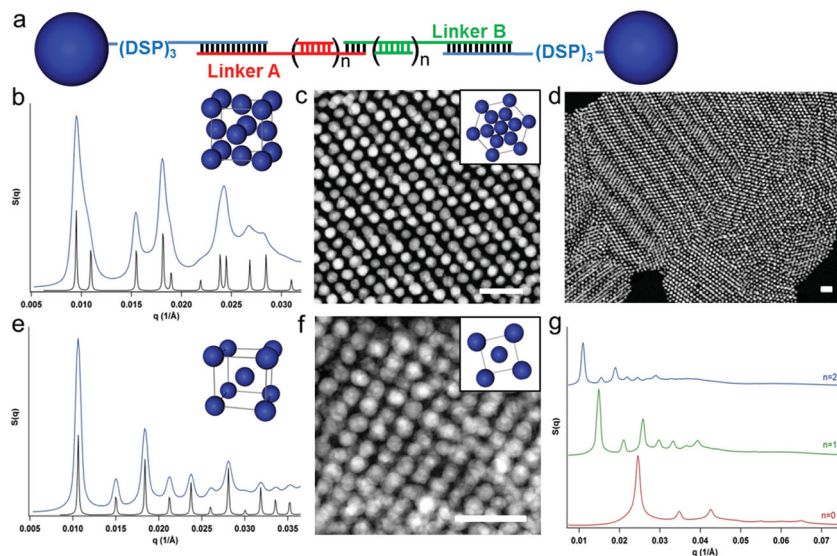 a
(DSP)3
Linker A
( )n
( )n
Linker B
(DSP)3
b
S(q)
0.005 0.010 0.015 0.020 0.025 0.030
q (1/Å)
c
d
e
S(q)
0.005 0.010 0.015 0.020 0.025 0.030 0.035
q (1/Å)
f
g
S(q)
n=2
n=1
n=0
0.01 0.02 0.03 0.04 0.05 0.06 0.07
q (1/Å)